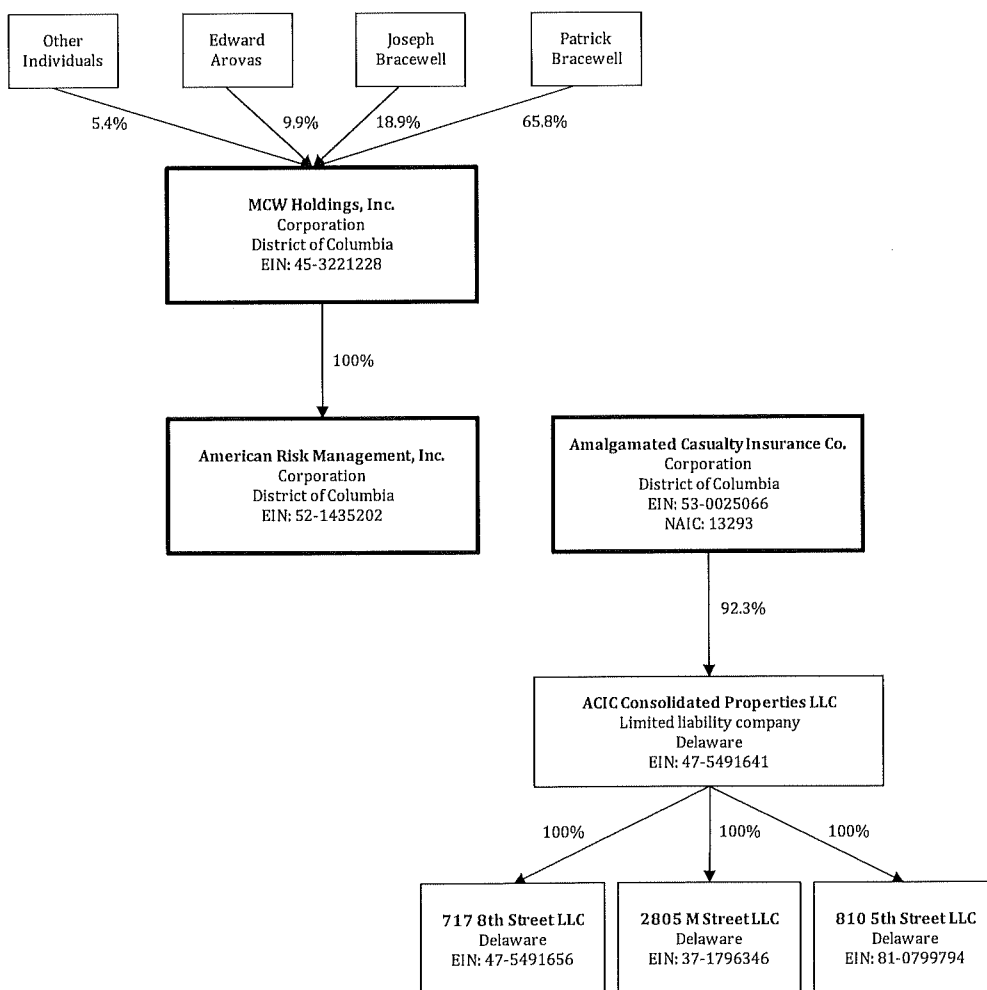 Other
Individuals
Edward
Arovas
Joseph
Bracewell
Patrick
Bracewell
5.4%
9.9%
18.9%
65.8%
MCW Holdings, Inc.
Corporation
District of Columbia
EIN: 45-3221228
100%
American Risk Management, Inc.
Corporation
District of Columbia
EIN: 52-1435202
Amalgamated Casualty Insurance Co.
Corporation
District of Columbia
EIN: 53-0025066
NAIC: 13293
92.3%
ACIC Consolidated Properties LLC
Limited liability company
Delaware
EIN: 47-5491641
100%
100%
100%
717 8th Street LLC
Delaware
EIN: 47-5491656
2805 M Street LLC
Delaware
EIN: 37-1796346
810 5th Street LLC
Delaware
EIN: 81-0799794